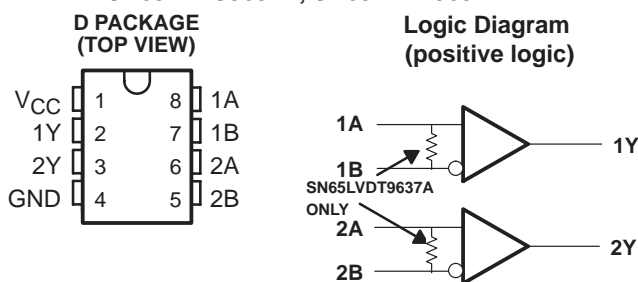 D PACKAGE
(TOP VIEW)
VCC 1 8 1A
1Y 2 7 1B
2Y 3 6 2A
GND 4 5 2B
Logic Diagram
(positive logic)
1A
1Y
1B
SN65LVDT9637A
ONLY
2A
2Y
2B